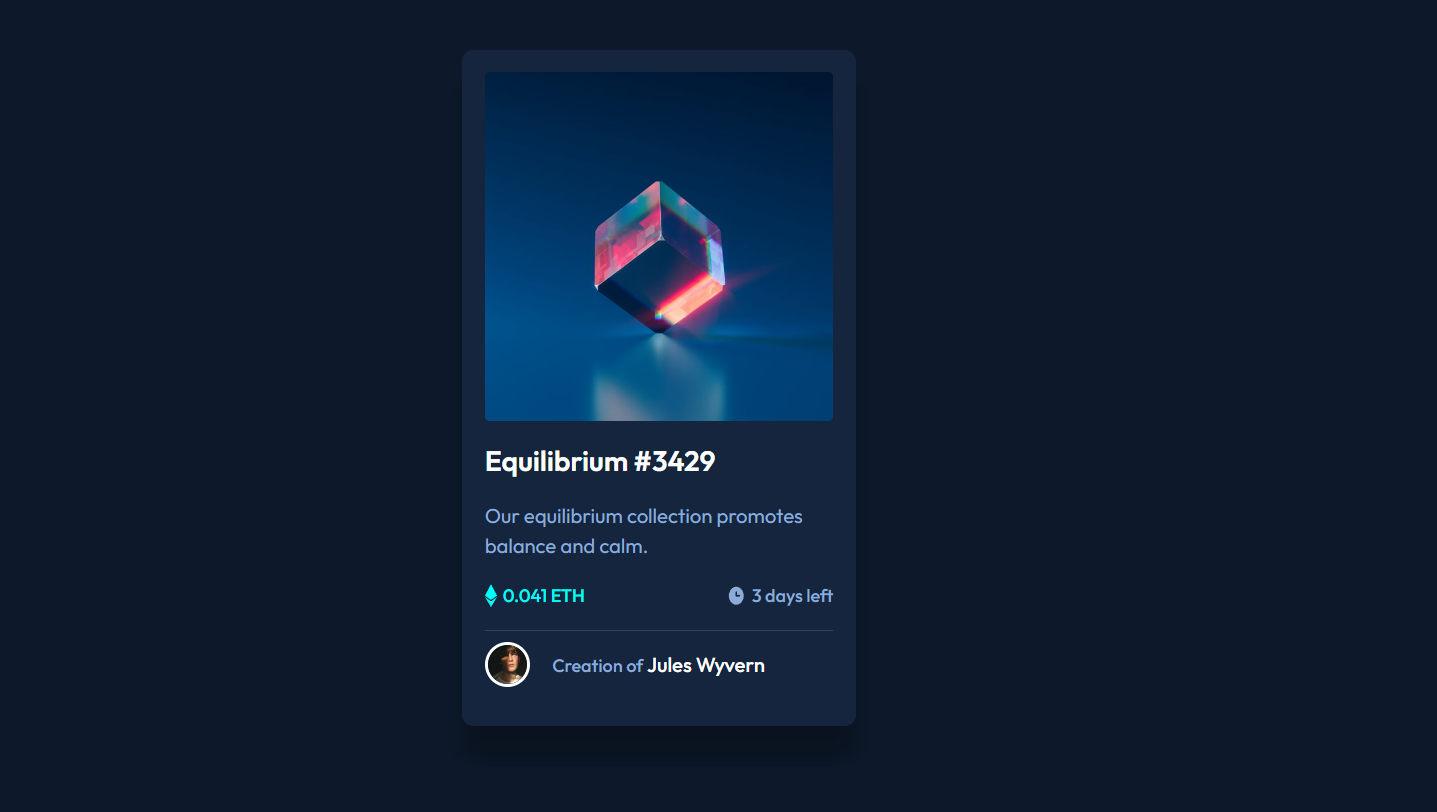 Equilibrium #3429
Our equilibrium collection promotes
balance and calm.
0.041 ETH
3 days left
Creation of Jules Wyvern